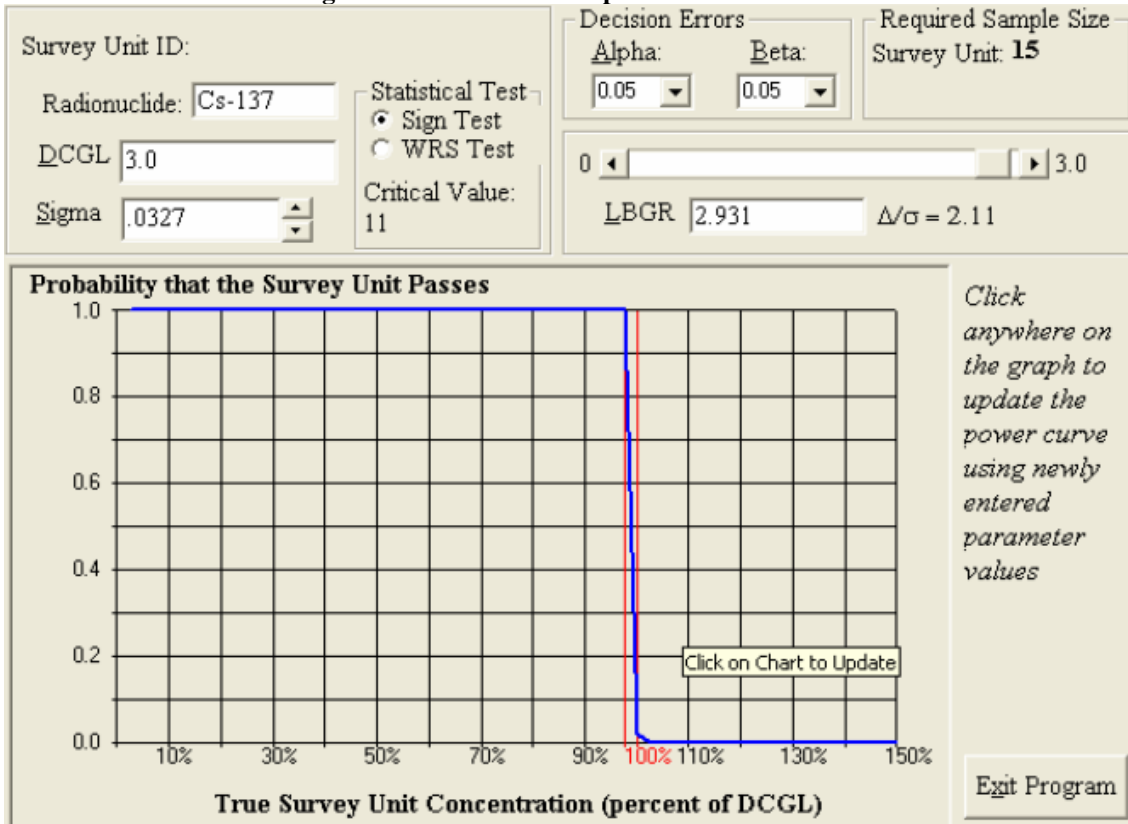 Survey Unit ID:
Radionuclide: Cs-137
DCGL 3.0
Sigma .0327
Statistical Test
Sign Test
WRS Test
Critical Value:
11
Decision Errors
Alpha: Beta:
0.05 0.05
Required Sample Size
Survey Unit: 15
0 3.0
LBGR 2.931 Δ/σ = 2.11
Probability that the Survey Unit Passes
1.0
0.8
0.6
0.4
0.2
0.0
10% 30% 50% 70% 90% 100% 110% 130% 150%
Click on Chart to Update
True Survey Unit Concentration (percent of DCGL)
Click
anywhere on
the graph to
update the
power curve
using newly
entered
parameter
values
Exit Program